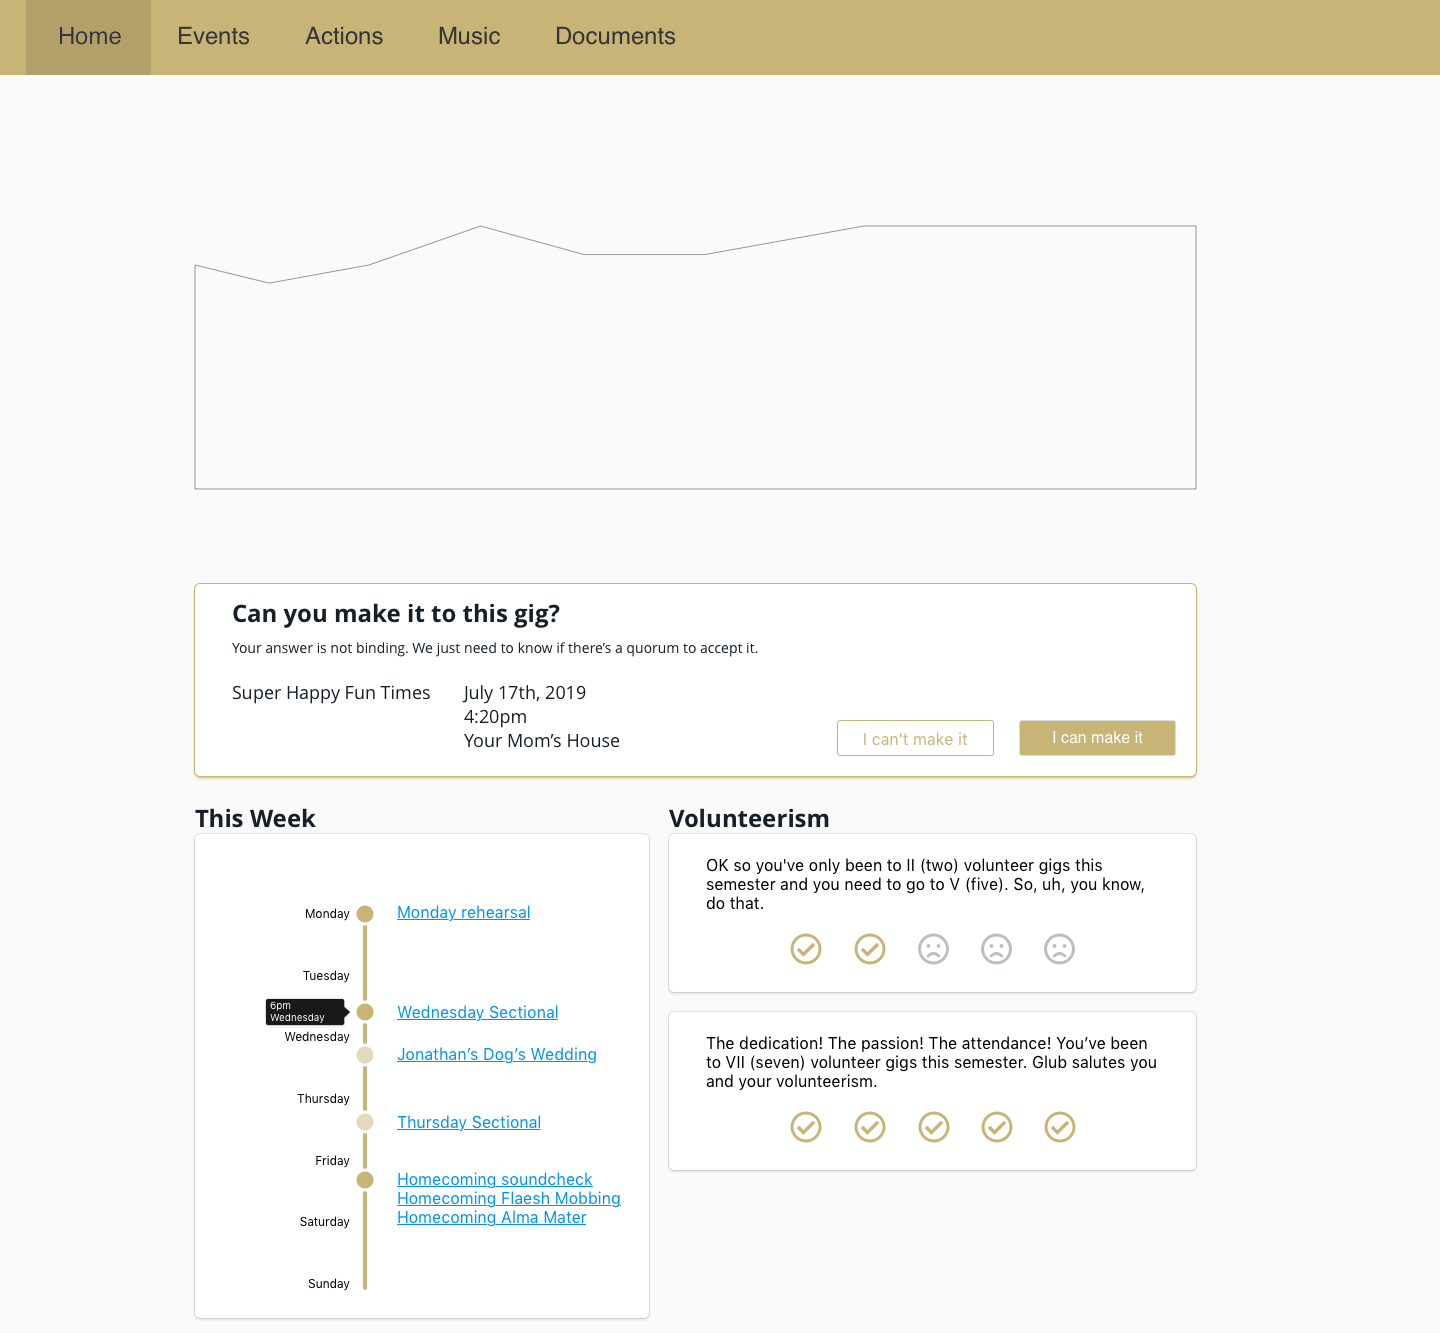 Home Events Actions Music Documents
Can you make it to this gig?
Your answer is not binding. We just need to know if there’s a quorum to accept it.
Super Happy Fun Times
July 17th, 2019
4:20pm
Your Mom’s House
I can't make it
I can make it
This Week
Monday
Monday rehearsal
Tuesday
6pm
Wednesday
Wednesday Sectional
Wednesday
Jonathan’s Dog’s Wedding
Thursday
Thursday Sectional
Friday
Homecoming soundcheck
Homecoming Flaesh Mobbing
Homecoming Alma Mater
Saturday
Sunday
Volunteerism
OK so you've only been to II (two) volunteer gigs this
semester and you need to go to V (five). So, uh, you know,
do that.
The dedication! The passion! The attendance! You’ve been
to VII (seven) volunteer gigs this semester. Glub salutes you
and your volunteerism.